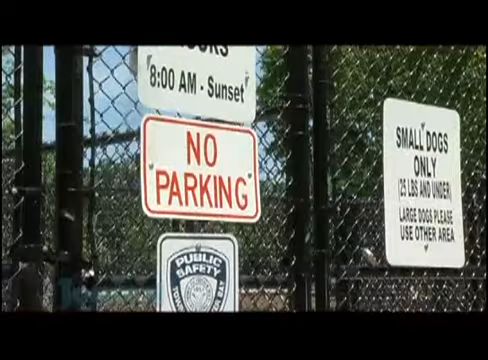 8:00 AM - Sunset
NO
PARKING
PUBLIC
SAFETY
SMALL DOGS
ONLY
(25 LBS AND UNDER)
LARGE DOGS PLEASE
USE OTHER AREA